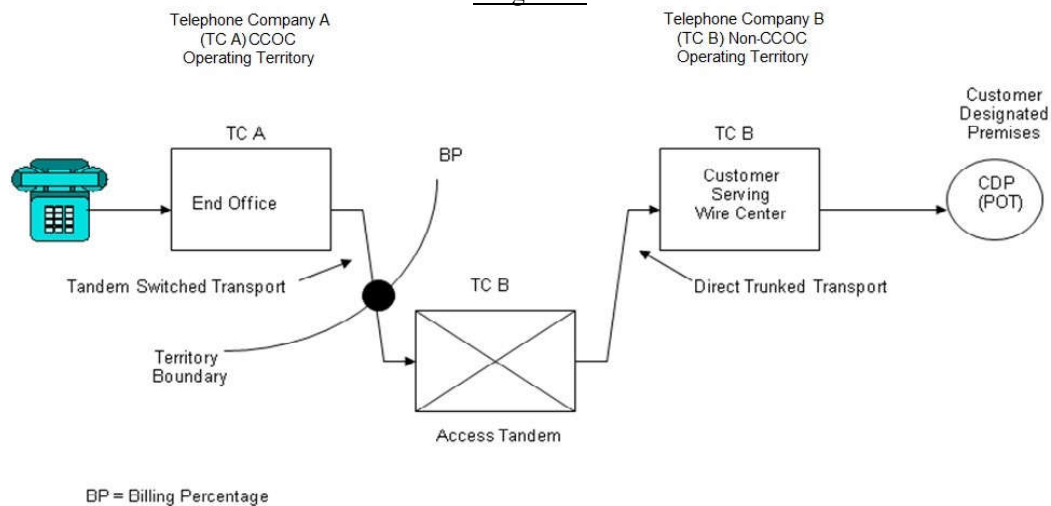 Telephone Company A
(TC A) CCOC
Operating Territory
Telephone Company B
(TC B) Non-CCOC
Operating Territory
Customer
Designated
Premises
TC A
BP
TC B
End Office
Customer
Serving
Wire Center
CDP
(POT)
Tandem Switched Transport
TC B
Direct Trunked Transport
Territory
Boundary
Access Tandem
BP = Billing Percentage